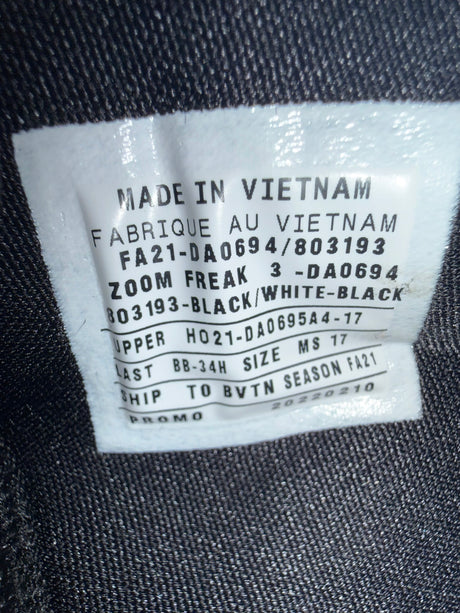 MADE IN VIETNAM
FABRIQUE AU VIETNAM
FA21-DA0694/803193
ZOOM FREAK 3 -DA0694
803193-BLACK/WHITE-BLACK
UPPER HO21-DA0695A4-17
LAST BB-34H SIZE MS 17
SHIP TO BVTN SEASON FA21
PROMO 20220210